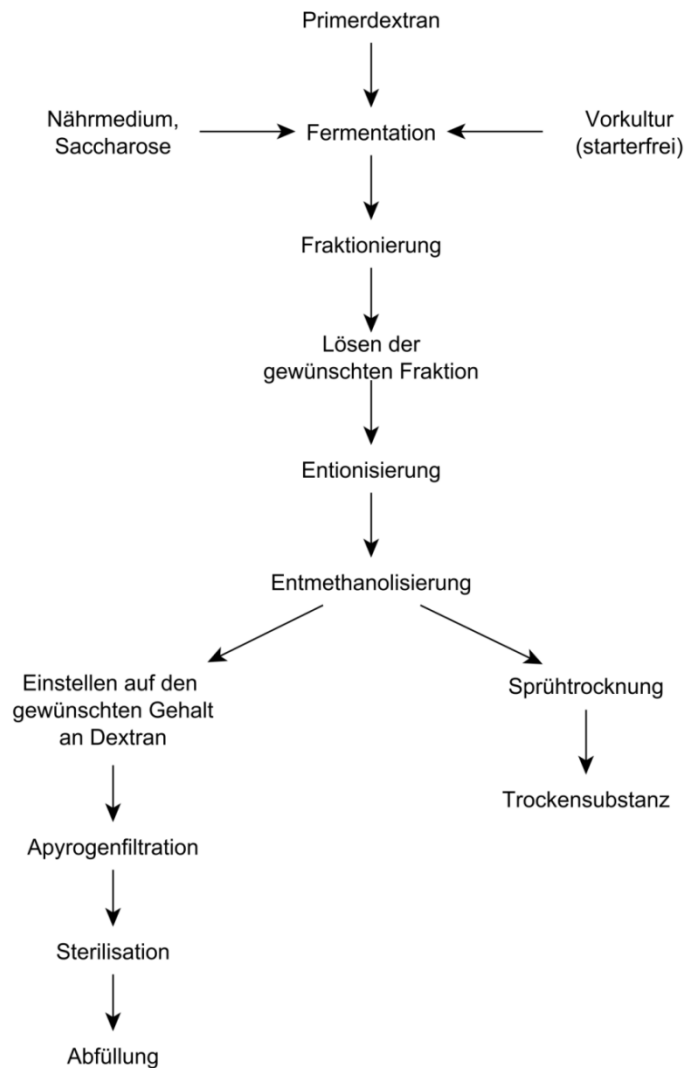 Primerdextran
Nährmedium,
Saccharose
Fermentation
Vorkultur
(starterfrei)
Fraktionierung
Lösen der
gewünschten Fraktion
Entionisierung
Entmethanolisierung
Einstellen auf den
gewünschten Gehalt
an Dextran
Sprühtrocknung
Trockensubstanz
Apyrogenfiltration
Sterilisation
Abfüllung